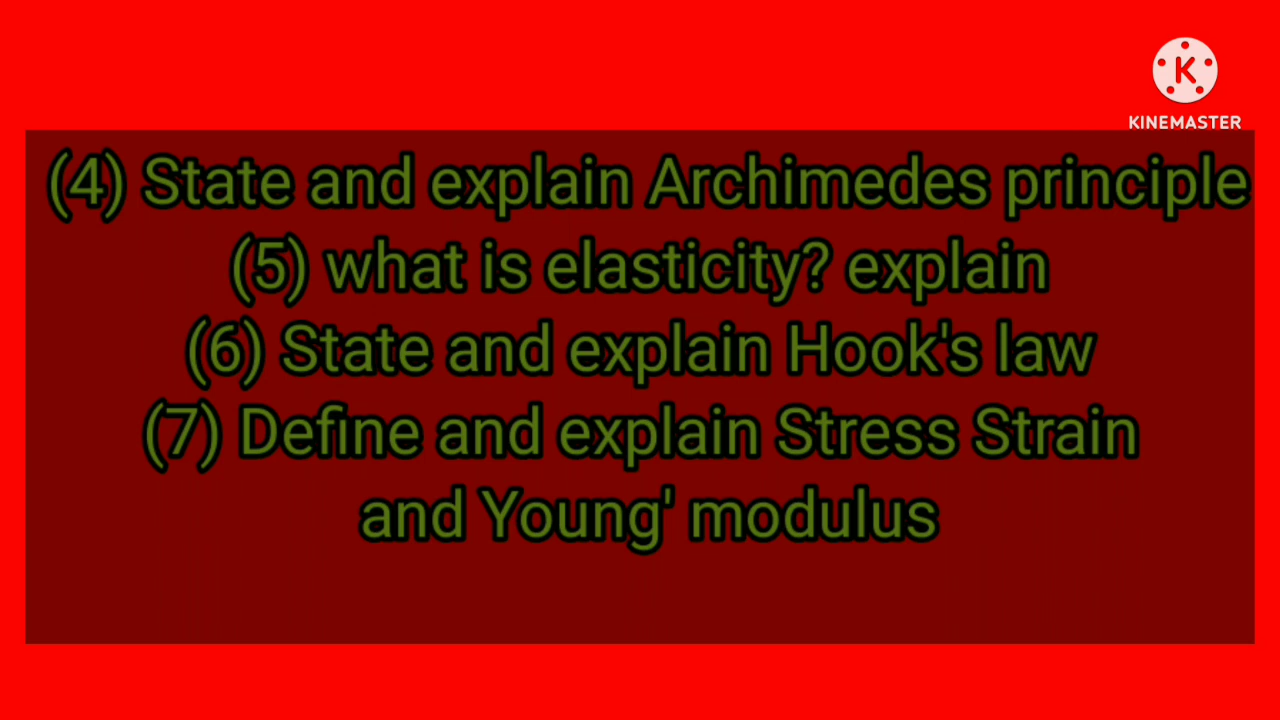 KINEMASTER
(4) State and explain Archimedes principle
(5) what is elasticity? explain
(6) State and explain Hook's law
(7) Define and explain Stress Strain
and Young' modulus